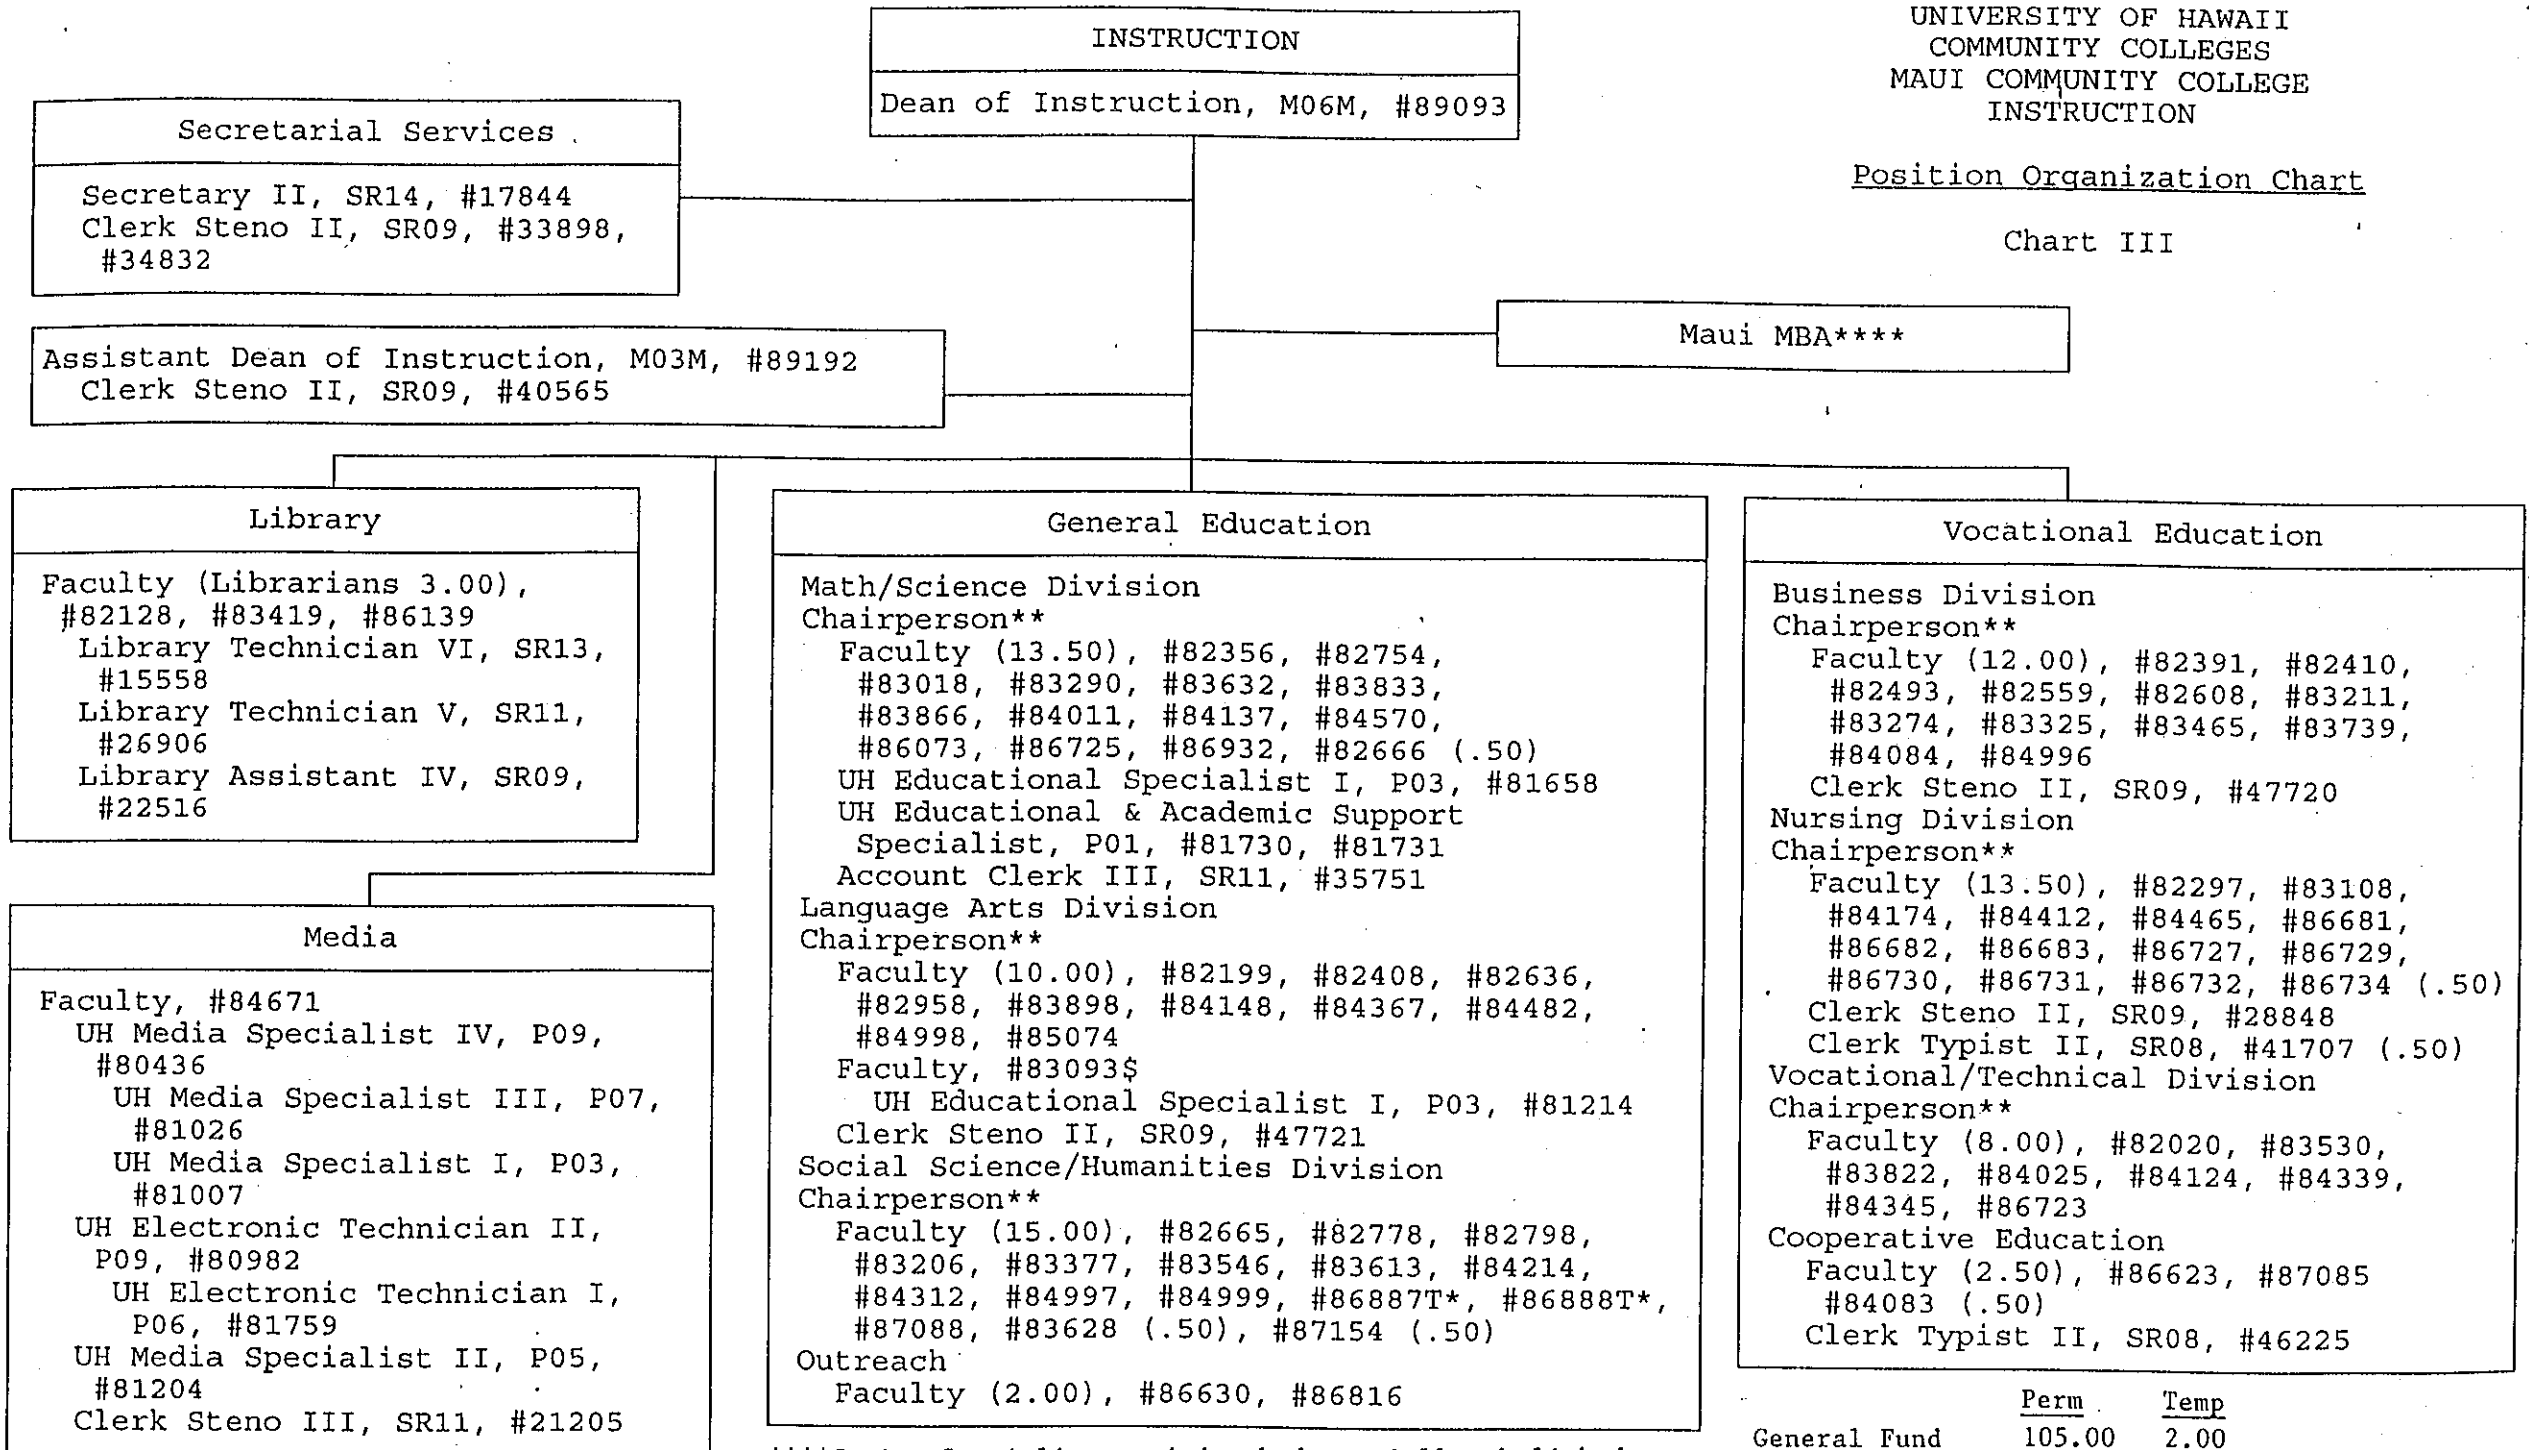 UNIVERSITY OF HAWAII
COMMUNITY COLLEGES
MAUI COMMUNITY COLLEGE
INSTRUCTION
Position Organization Chart
Chart III
INSTRUCTION
Dean of Instruction, M06M, #89093
Secretarial Services
Secretary II, SR14, #17844
Clerk Steno II, SR09, #33898,
#34832
Assistant Dean of Instruction, M03M, #89192
Clerk Steno II, SR09, #40565
Maui MBA****
Library
Faculty (Librarians 3.00),
#82128, #83419, #86139
Library Technician VI, SR13,
#15558
Library Technician V, SR11,
#26906
Library Assistant IV, SR09,
#22516
Media
Faculty, #84671
UH Media Specialist IV, P09,
#80436
UH Media Specialist III, P07,
#81026
UH Media Specialist I, P03,
#81007
UH Electronic Technician II,
P09, #80982
UH Electronic Technician I,
P06, #81759
UH Media Specialist II, P05,
#81204
Clerk Steno III, SR11, #21205
General Education
Math/Science Division
Chairperson**
Faculty (13.50), #82356, #82754,
#83018, #83290, #83632, #83833,
#83866, #84011, #84137, #84570,
#86073, #86725, #86932, #82666 (.50)
UH Educational Specialist I, P03, #81658
UH Educational & Academic Support
Specialist, P01, #81730, #81731
Account Clerk III, SR11, #35751
Language Arts Division
Chairperson**
Faculty (10.00), #82199, #82408, #82636,
#82958, #83898, #84148, #84367, #84482,
#84998, #85074
Faculty, #83093$
UH Educational Specialist I, P03, #81214
Clerk Steno II, SR09, #47721
Social Science/Humanities Division
Chairperson**
Faculty (15.00), #82665, #82778, #82798,
#83206, #83377, #83546, #83613, #84214,
#84312, #84997, #84999, #86887T*, #86888T*,
#87088, #83628 (.50), #87154 (.50)
Outreach
Faculty (2.00), #86630, #86816
Vocational Education
Business Division
Chairperson**
Faculty (12.00), #82391, #82410,
#82493, #82559, #82608, #83211,
#83274, #83325, #83465, #83739,
#84084, #84996
Clerk Steno II, SR09, #47720
Nursing Division
Chairperson**
Faculty (13.50), #82297, #83108,
#84174, #84412, #84465, #86681,
#86682, #86683, #86727, #86729,
#86730, #86731, #86732, #86734 (.50)
Clerk Steno II, SR09, #28848
Clerk Typist II, SR08, #41707 (.50)
Vocational/Technical Division
Chairperson**
Faculty (8.00), #82020, #83530,
#83822, #84025, #84124, #84339,
#84345, #86723
Cooperative Education
Faculty (2.50), #86623, #87085
#84083 (.50)
Clerk Typist II, SR08, #46225
Perm Temp
General Fund 105.00 2.00